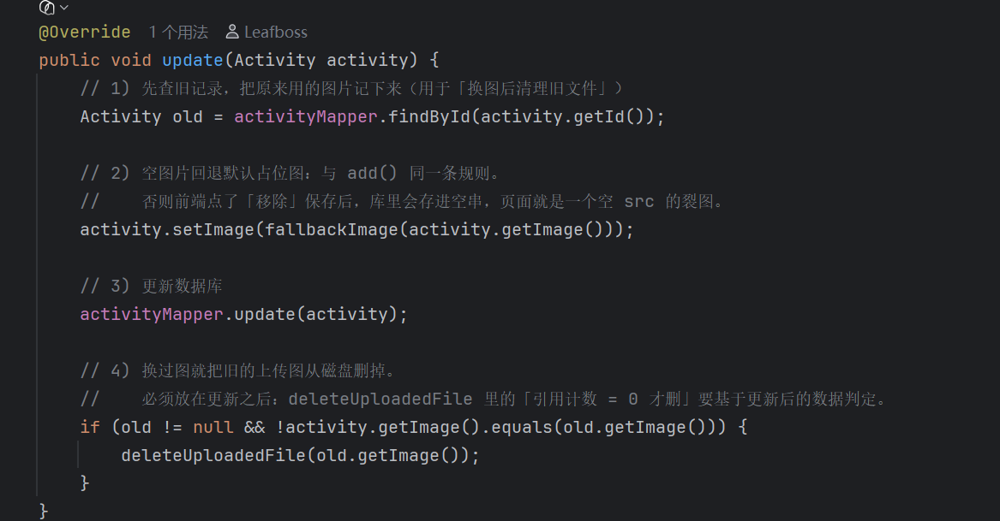 @Override 1 个用法 Leafboss
public void update(Activity activity) {
// 1) 先查旧记录，把原来用的图片记下来（用于「换图后清理旧文件」）
Activity old = activityMapper.findById(activity.getId());
// 2) 空图片回退默认占位图：与 add() 同一条规则。
//    否则前端点了「移除」保存后，库里会存进空串，页面就是一个空 src 的裂图。
activity.setImage(fallbackImage(activity.getImage()));
// 3) 更新数据库
activityMapper.update(activity);
// 4) 换过图就把旧的上传图从磁盘删掉。
//    必须放在更新之后：deleteUploadedFile 里的「引用计数 = 0 才删」要基于更新后的数据判定。
if (old != null && !activity.getImage().equals(old.getImage())) {
deleteUploadedFile(old.getImage());
}
}